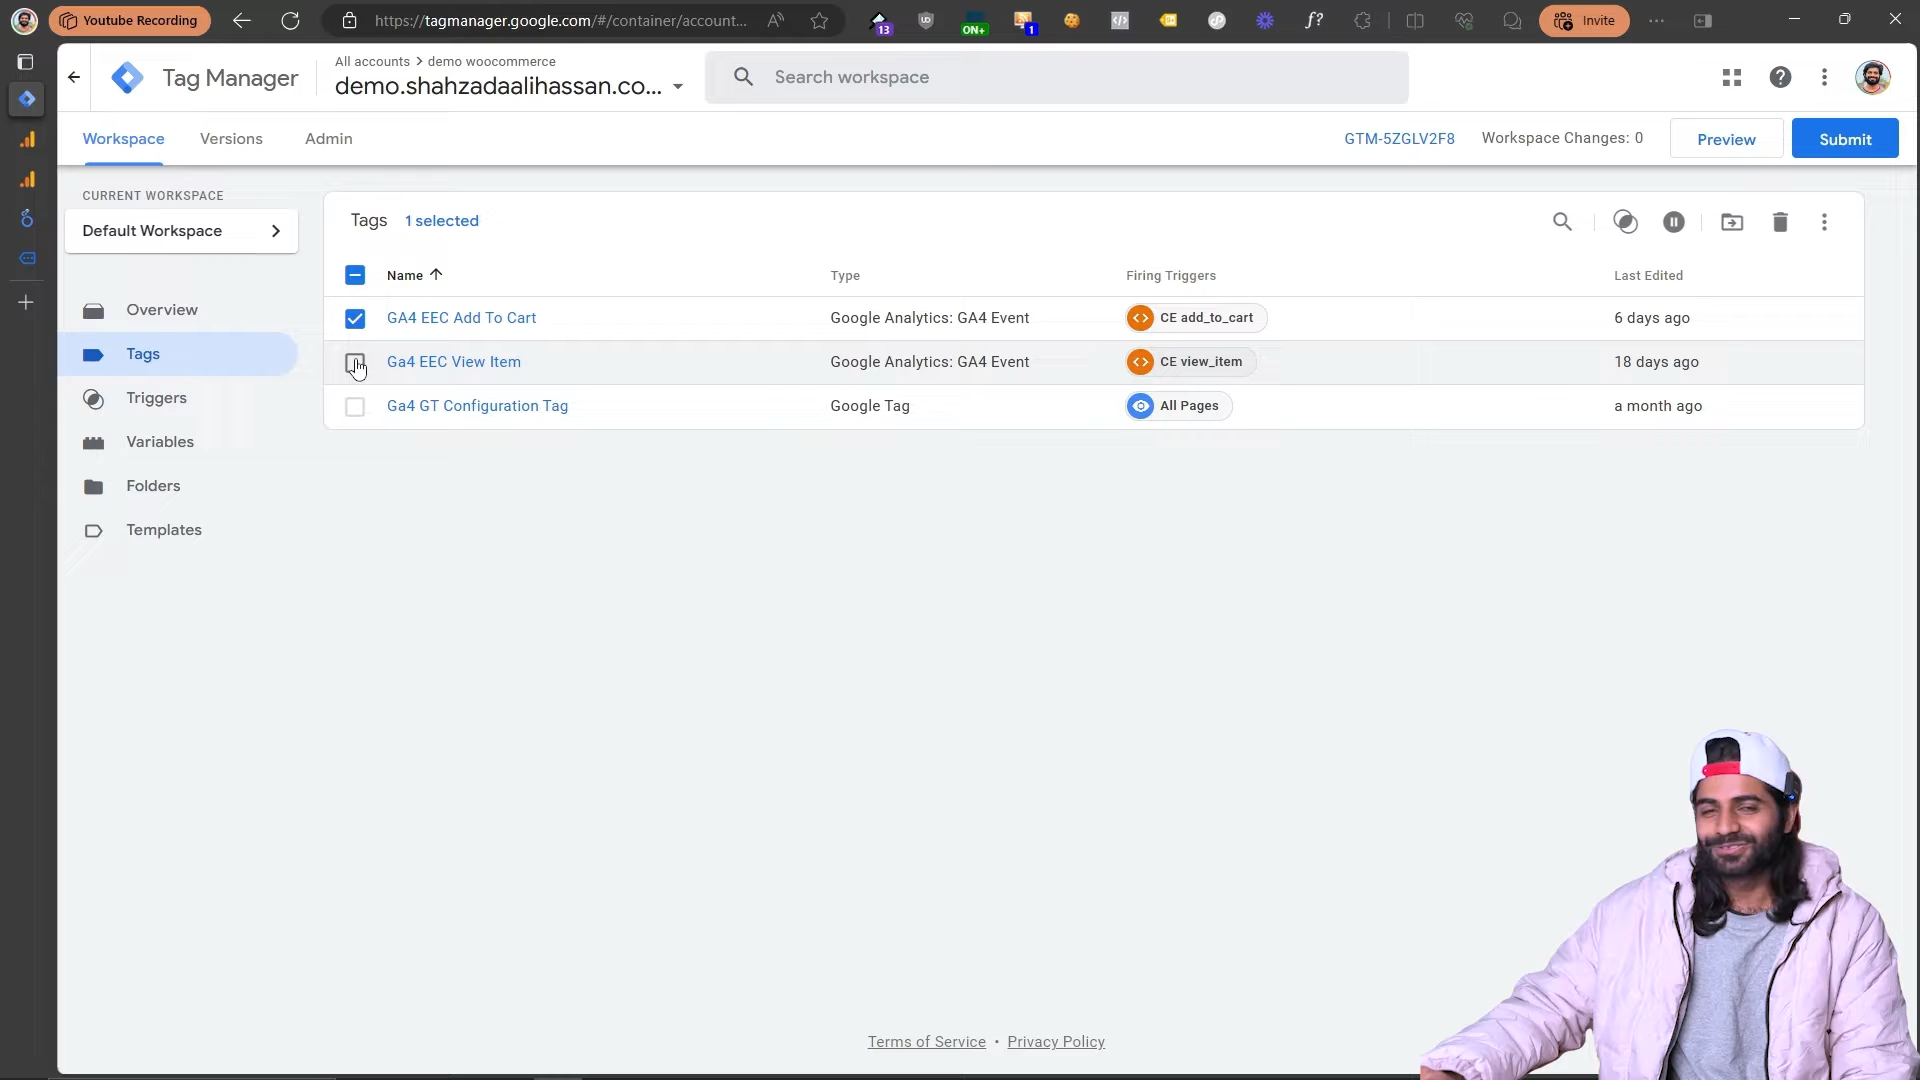 Youtube Recording
https://tagmanager.google.com/#/container/account...
13
ON+
1
f?
Invite
Tag Manager
All accounts > demo woocommerce
demo.shahzadaalihassan.co...
Search workspace
Workspace
Versions
Admin
GTM-5ZGLV2F8
Workspace Changes: 0
Preview
Submit
CURRENT WORKSPACE
Default Workspace
Overview
Tags
Triggers
Variables
Folders
Templates
Tags 1 selected
Name Type Firing Triggers Last Edited
GA4 EEC Add To Cart Google Analytics: GA4 Event CE add_to_cart 6 days ago
Ga4 EEC View Item Google Analytics: GA4 Event CE view_item 18 days ago
Ga4 GT Configuration Tag Google Tag All Pages a month ago
Terms of Service • Privacy Policy